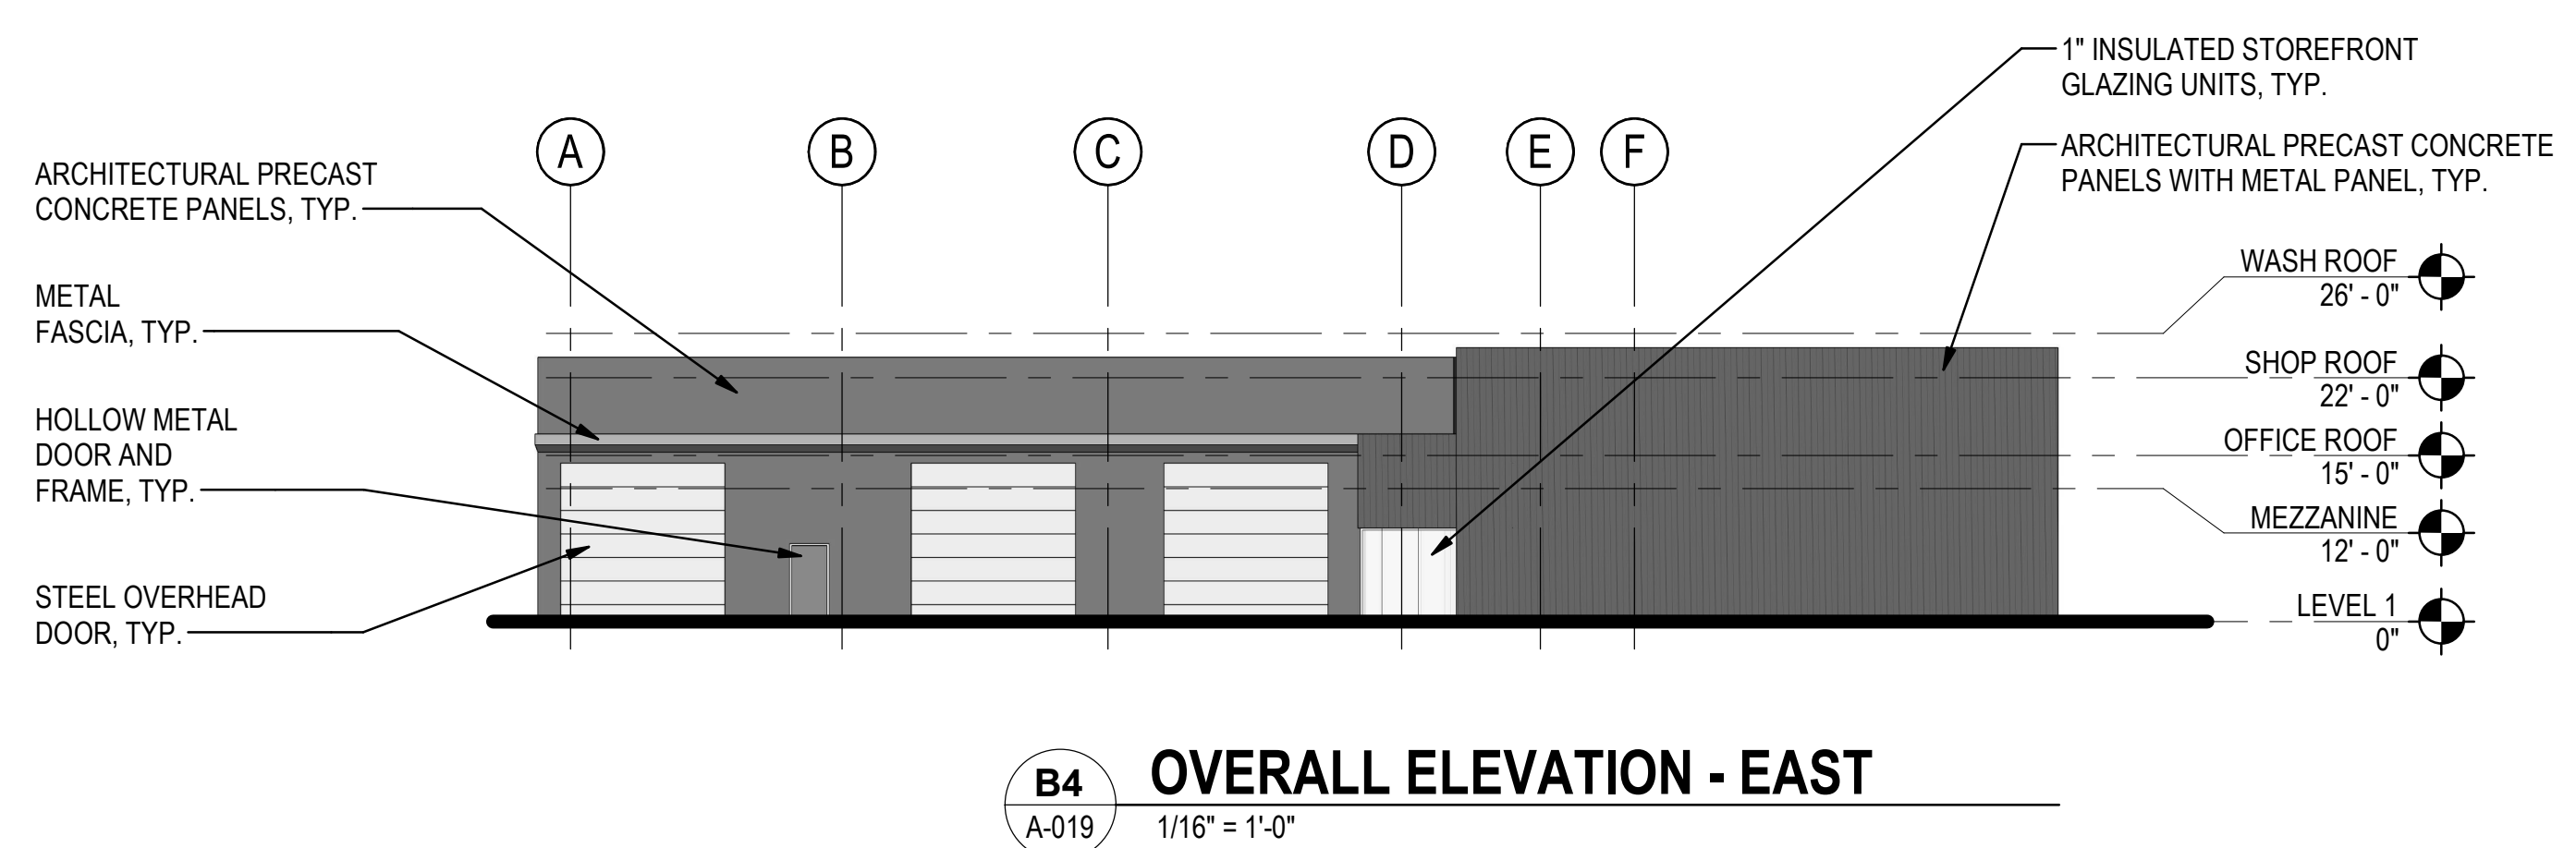 1" INSULATED STOREFRONT
GLAZING UNITS, TYP.
A
B
C
D
E
F
ARCHITECTURAL PRECAST CONCRETE
PANELS WITH METAL PANEL, TYP.
ARCHITECTURAL PRECAST
CONCRETE PANELS, TYP.
METAL
FASCIA, TYP.
HOLLOW METAL
DOOR AND
FRAME, TYP.
STEEL OVERHEAD
DOOR, TYP.
WASH ROOF
26' - 0"
SHOP ROOF
22' - 0"
OFFICE ROOF
15' - 0"
MEZZANINE
12' - 0"
LEVEL 1
0"
B4
A-019
OVERALL ELEVATION - EAST
1/16" = 1'-0"